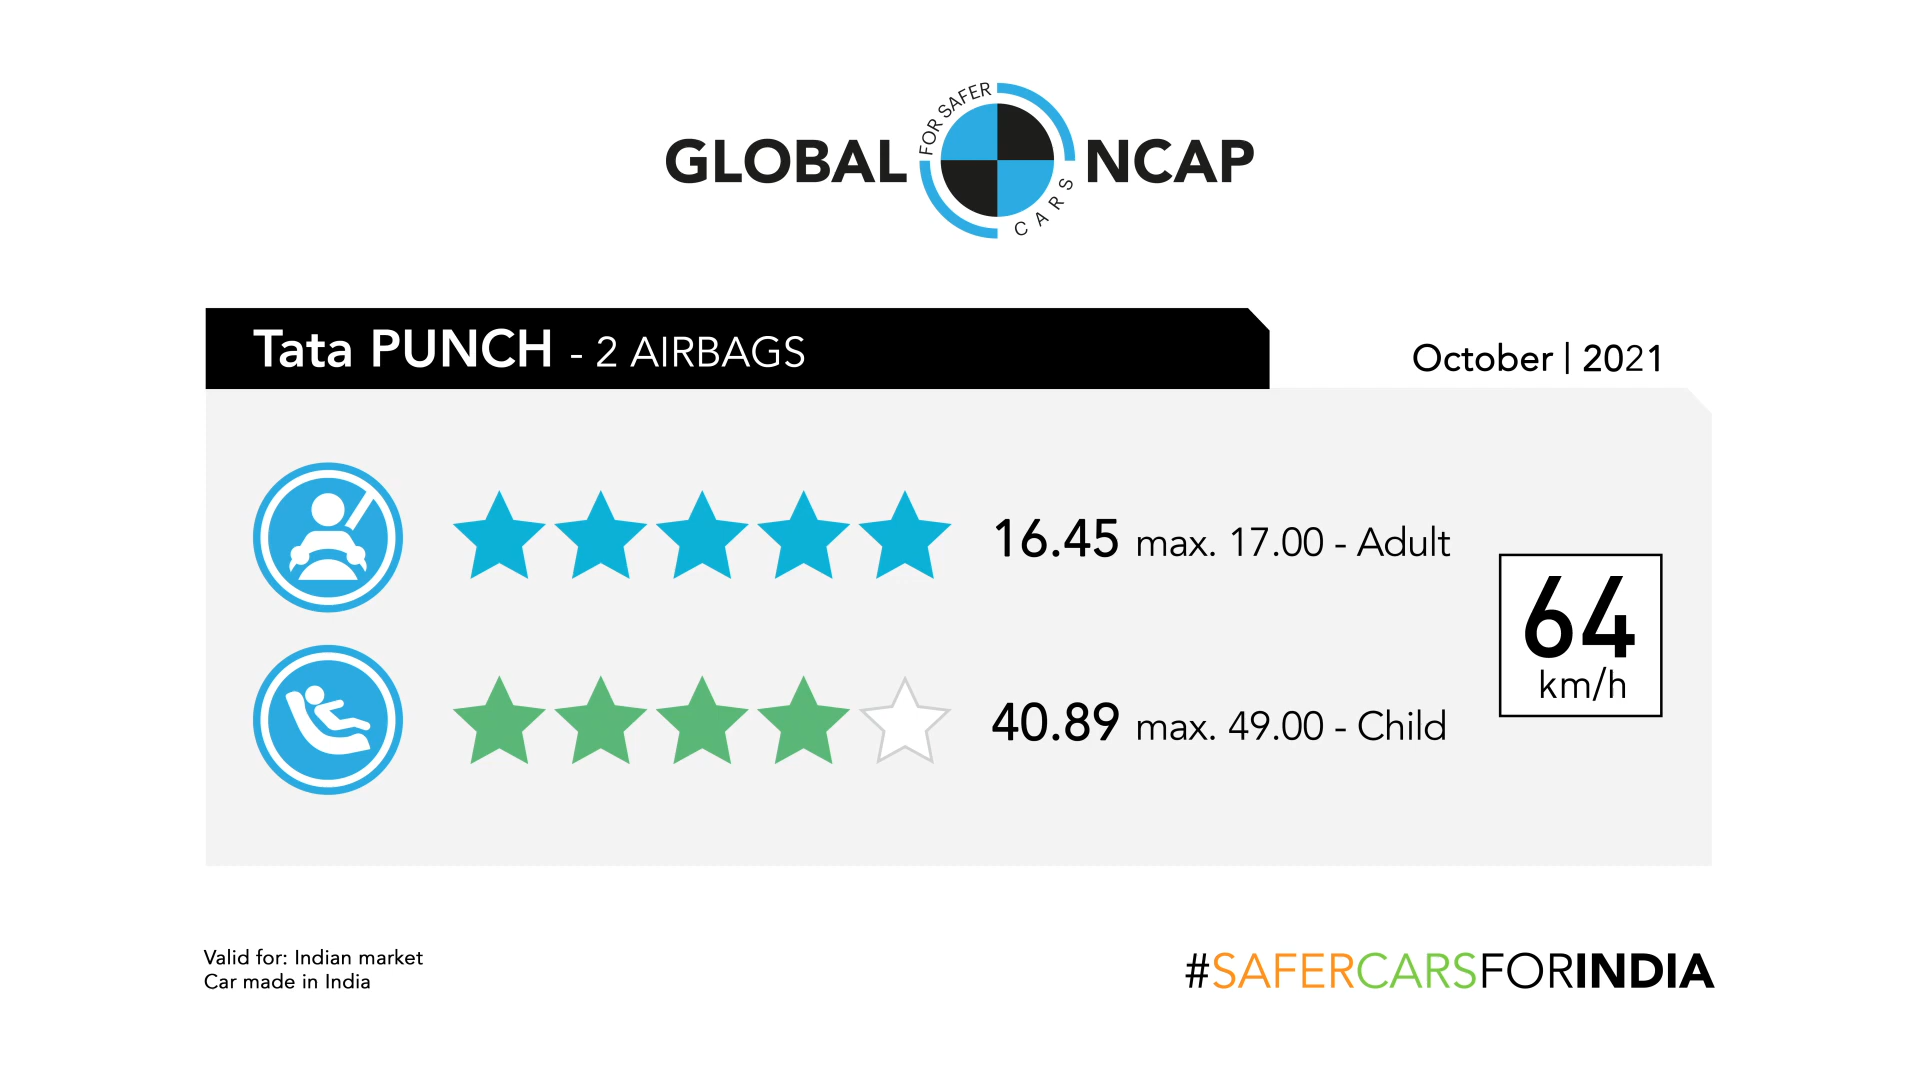 GLOBAL FOR SAFER CARS NCAP
Tata PUNCH - 2 AIRBAGS
October | 2021
16.45 max. 17.00 - Adult
40.89 max. 49.00 - Child
64
km/h
Valid for: Indian market
Car made in India
#SAFERCARSFORINDIA